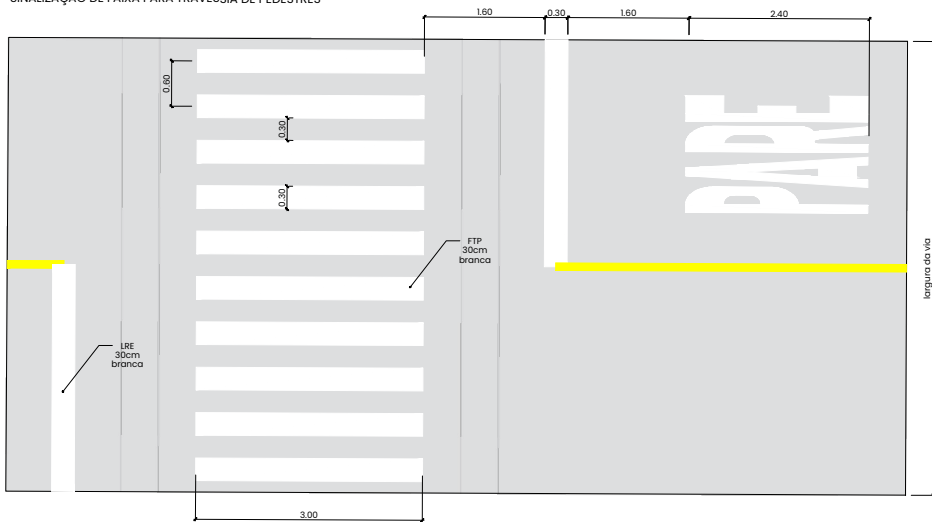 SINALIZAÇÃO DE FAIXA PARA TRAVESSIA DE PEDESTRES
1.60
0.30
1.60
2.40
0.60
0.30
0.30
PARE
FTP
30cm
branca
largura da via
LRE
30cm
branca
3.00